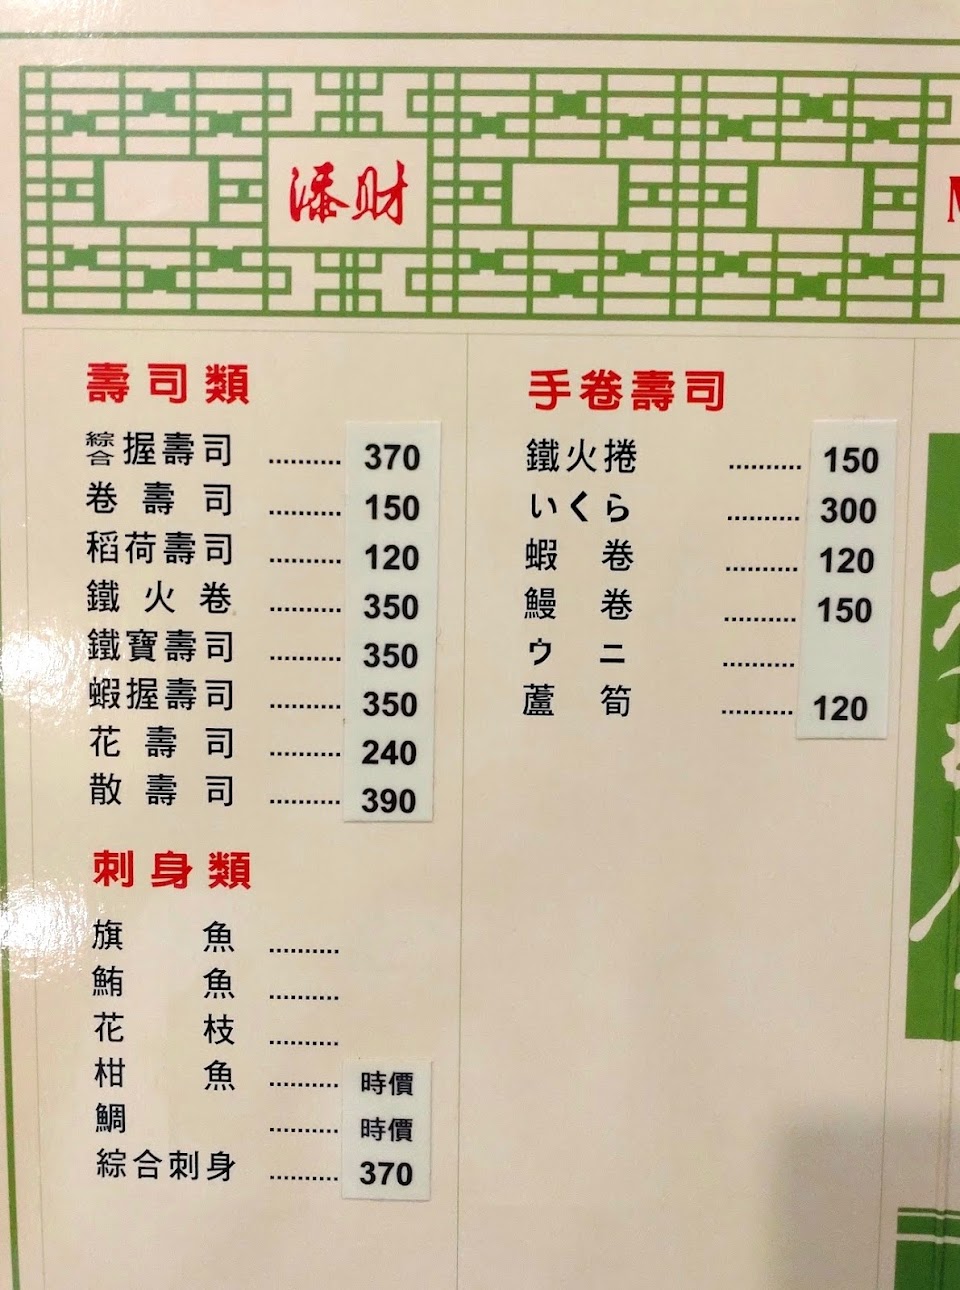 添財
壽司類
綜合握壽司 .......... 370
卷壽司 .......... 150
稻荷壽司 .......... 120
鐵火卷 .......... 350
鐵寶壽司 .......... 350
蝦握壽司 .......... 350
花壽司 .......... 240
散壽司 .......... 390
刺身類
旗魚 ..........
鮪魚 ..........
花枝 ..........
柑魚 .......... 時價
鯛 .......... 時價
綜合刺身 .......... 370
手卷壽司
鐵火捲 .......... 150
いくら .......... 300
蝦卷 .......... 120
鰻卷 .......... 150
ウニ ..........
蘆筍 .......... 120